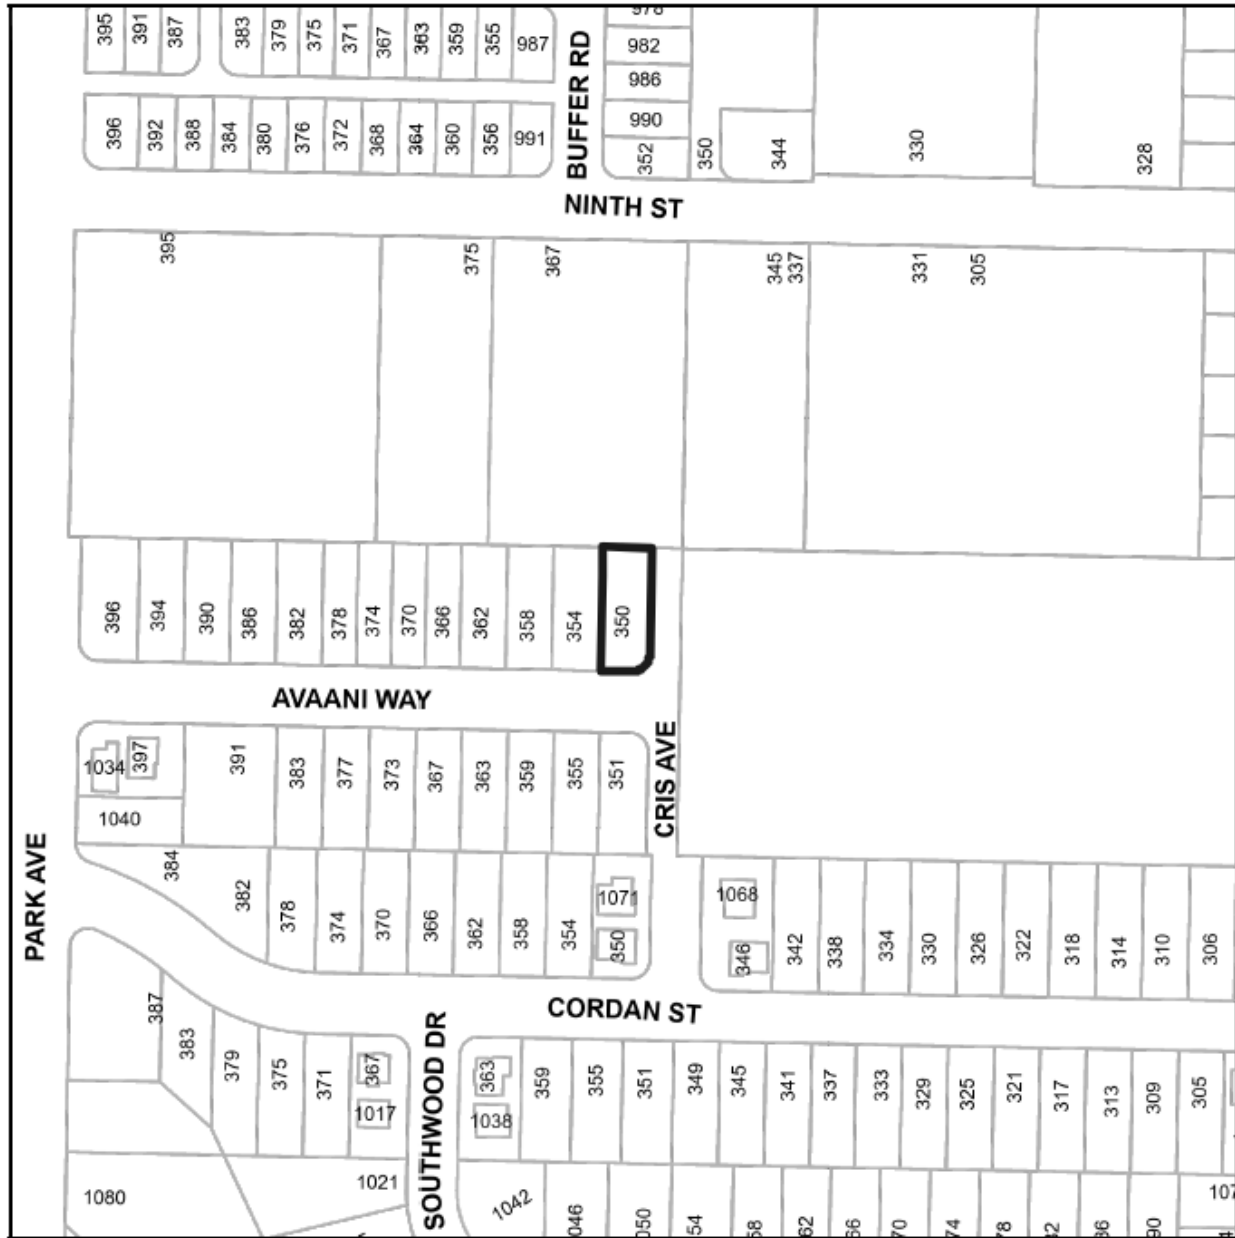 395 391 387 383 379 375 371 367 363 359 355 987
982
986
396 392 388 384 380 376 372 368 364 360 356 991
990
352 350 344 330 328
BUFFER RD
NINTH ST
395 375 367 345 337 331 305
396 394 390 386 382 378 374 370 366 362 358 354 350
AVAANI WAY
1034 397 391 383 377 373 367 363 359 355 351
1040
CRIS AVE
PARK AVE
384 382 378 374 370 366 362 358 354 1071
350
1068
346 342 338 334 330 326 322 318 314 310 306
CORDAN ST
387 383 379 375 371 367
1017
SOUTHWOOD DR
363 359 355 351 349 345 341 337 333 329 325 321 317 313 309 305
1038
1080 1021 1042